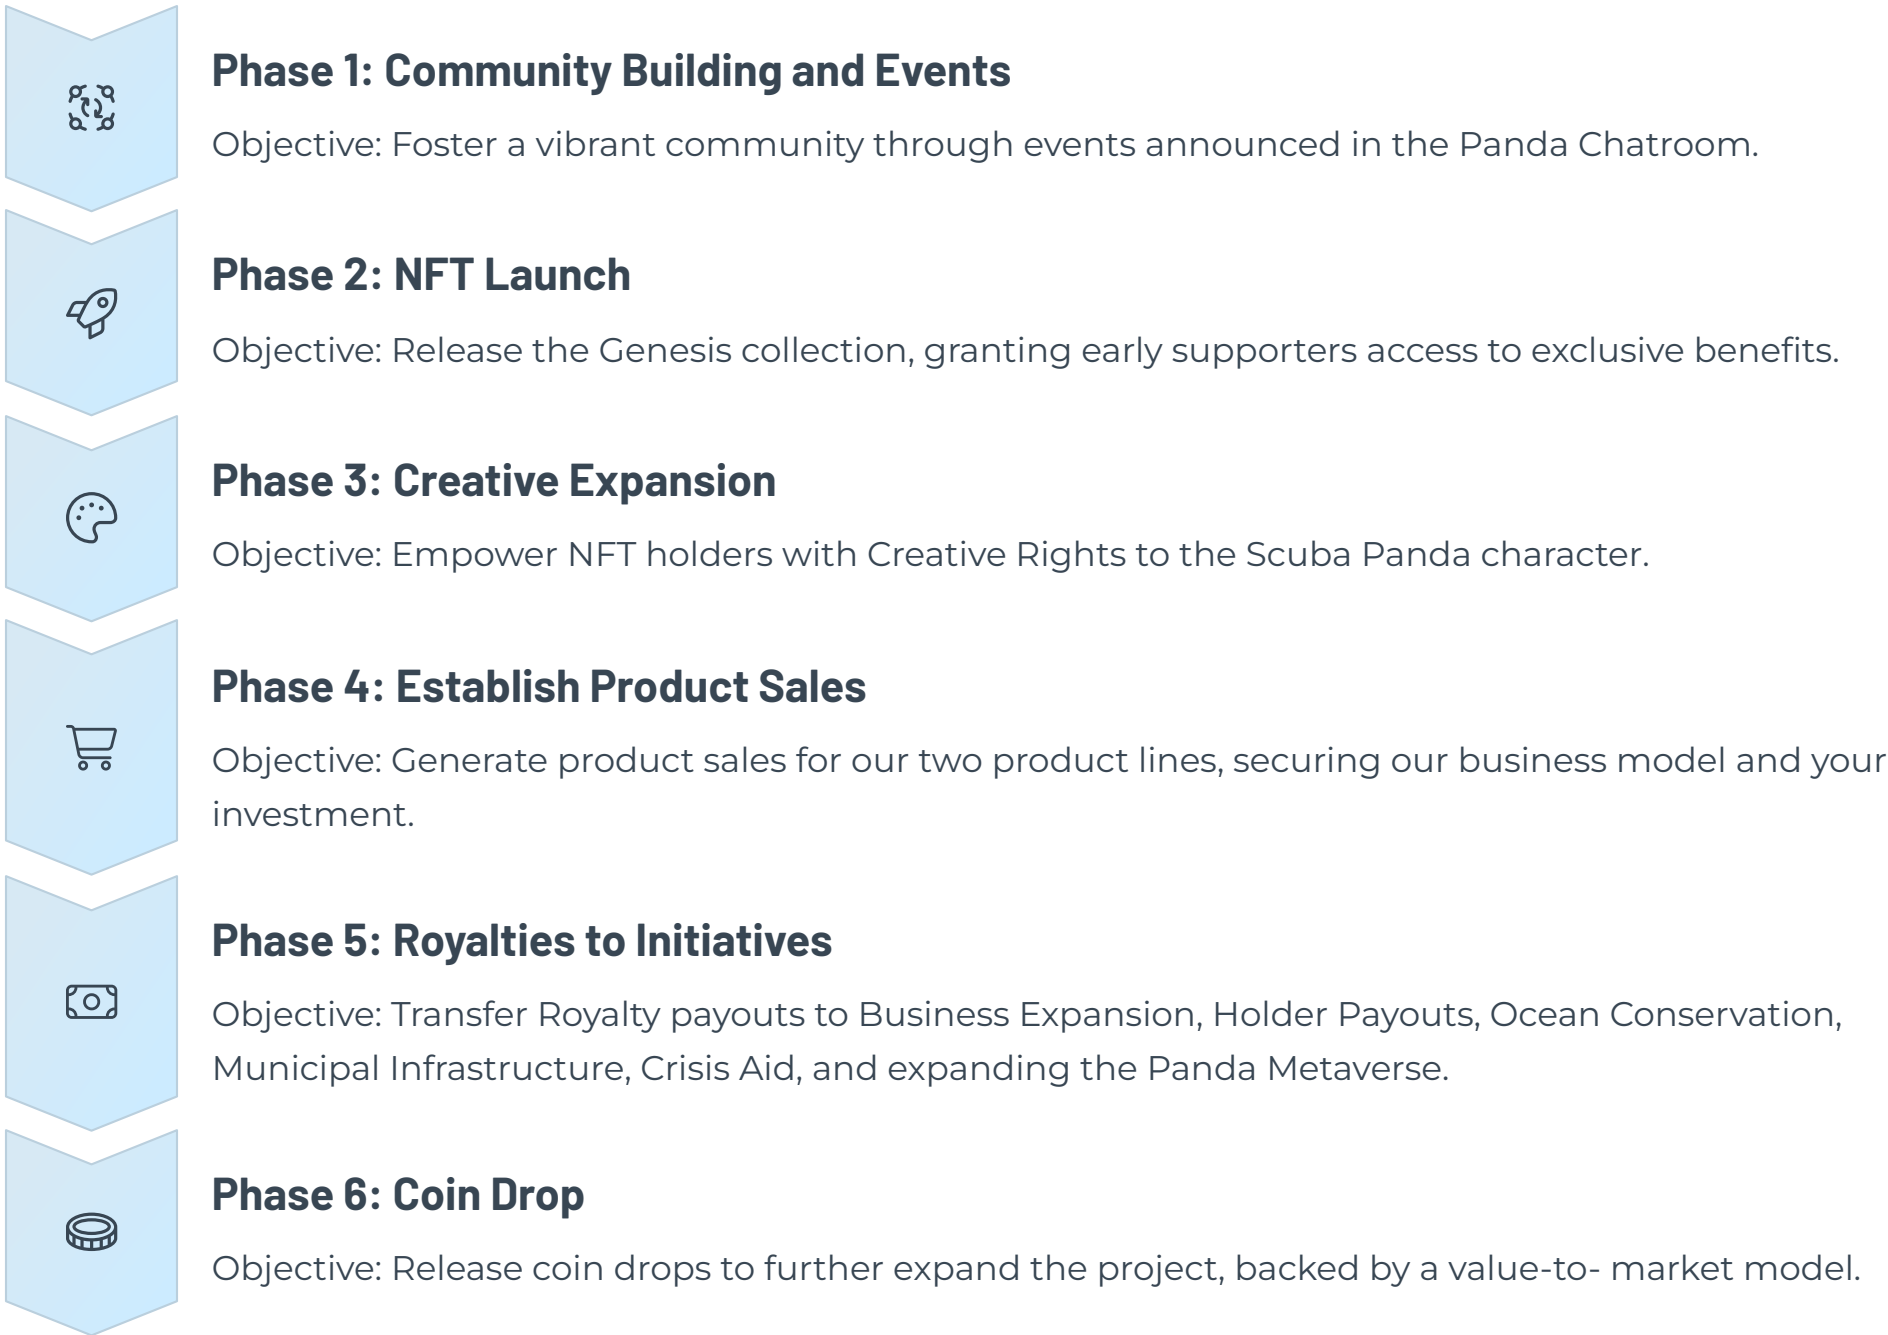 Phase 1: Community Building and Events
Objective: Foster a vibrant community through events announced in the Panda Chatroom.
Phase 2: NFT Launch
Objective: Release the Genesis collection, granting early supporters access to exclusive benefits.
Phase 3: Creative Expansion
Objective: Empower NFT holders with Creative Rights to the Scuba Panda character.
Phase 4: Establish Product Sales
Objective: Generate product sales for our two product lines, securing our business model and your
investment.
Phase 5: Royalties to Initiatives
Objective: Transfer Royalty payouts to Business Expansion, Holder Payouts, Ocean Conservation,
Municipal Infrastructure, Crisis Aid, and expanding the Panda Metaverse.
Phase 6: Coin Drop
Objective: Release coin drops to further expand the project, backed by a value-to- market model.